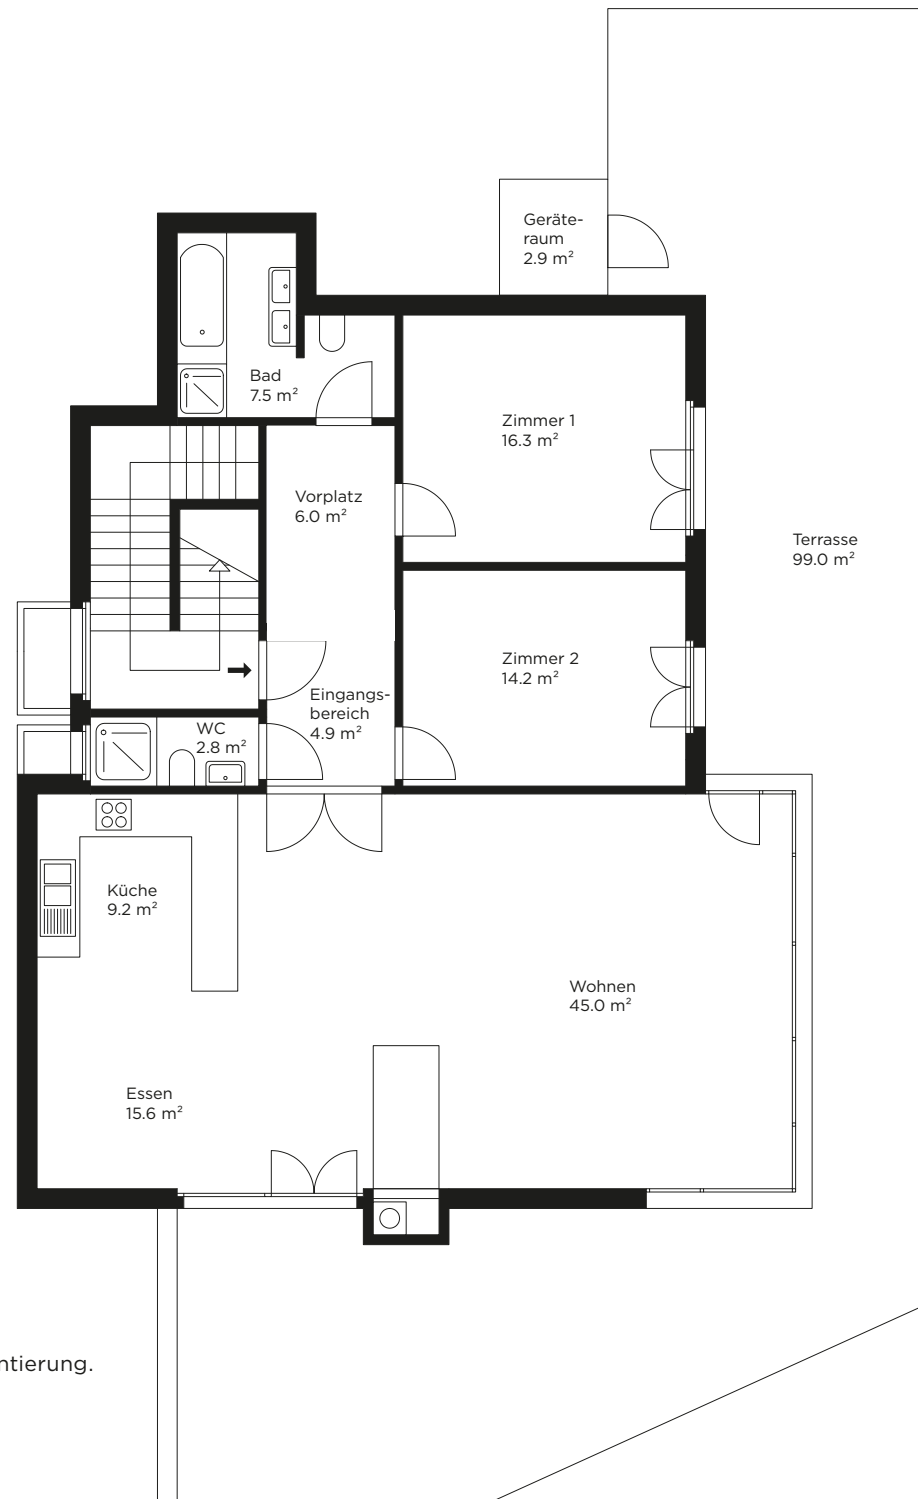 Geräte-
raum
2.9 m²
Bad
7.5 m²
Zimmer 1
16.3 m²
Vorplatz
6.0 m²
Terrasse
99.0 m²
Zimmer 2
14.2 m²
Eingangs-
bereich
4.9 m²
WC
2.8 m²
Küche
9.2 m²
Wohnen
45.0 m²
Essen
15.6 m²
ntierung.